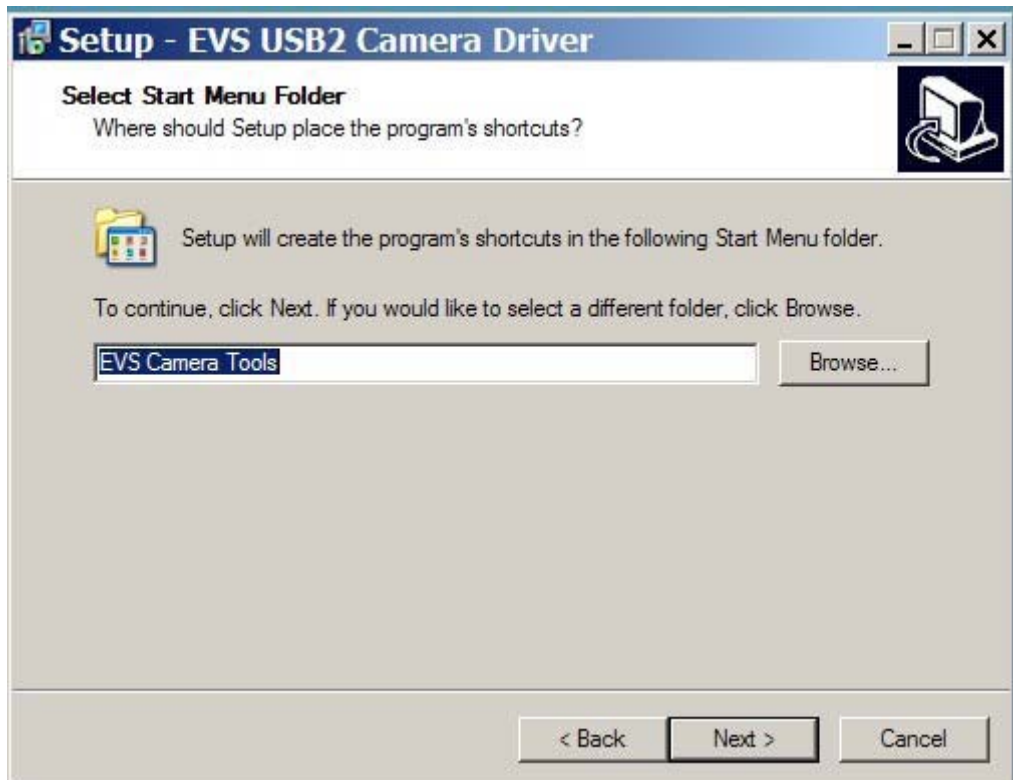 Setup - EVS USB2 Camera Driver
Select Start Menu Folder
Where should Setup place the program's shortcuts?
Setup will create the program's shortcuts in the following Start Menu folder.
To continue, click Next. If you would like to select a different folder, click Browse.
EVS Camera Tools
Browse...
< Back
Next >
Cancel